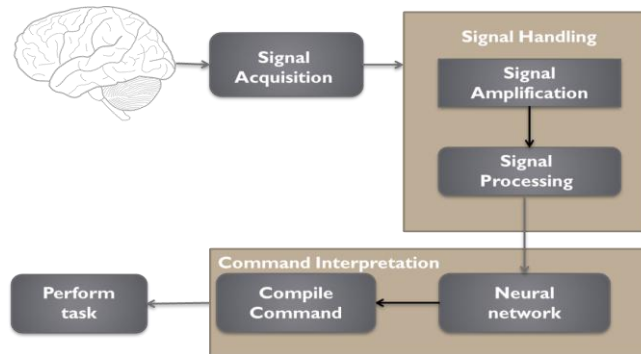 Signal Handling
Signal
Acquisition
Signal
Amplification
Signal
Processing
Command Interpretation
Perform
task
Compile
Command
Neural
network